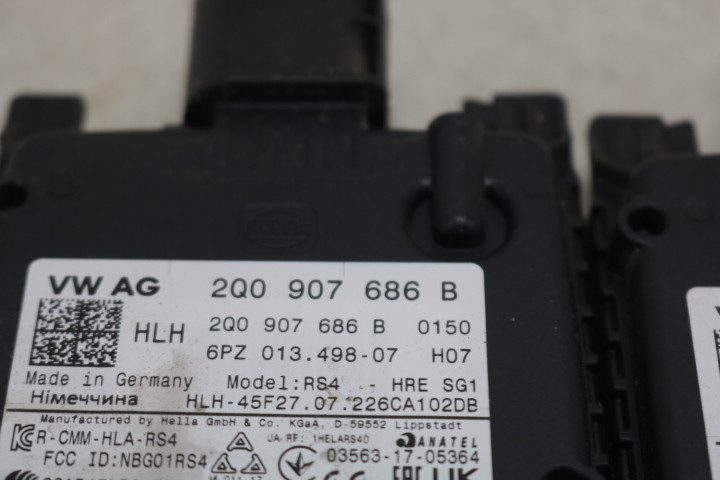 VW AG 2Q0 907 686 B
HLH 2Q0 907 686 B 0150
6PZ 013.498-07 H07
Made in Germany Model:RS4 - HRE SG1
Німеччина HLH-45F27.07.226CA102DB
Manufactured by Hella GmbH & Co. KGaA, D-59552 Lippstadt
R-CMM-HLA-RS4 UA RF: 1HELARS40 ANATEL
FCC ID:NBG01RS4 03563-17-05364
EAC UK